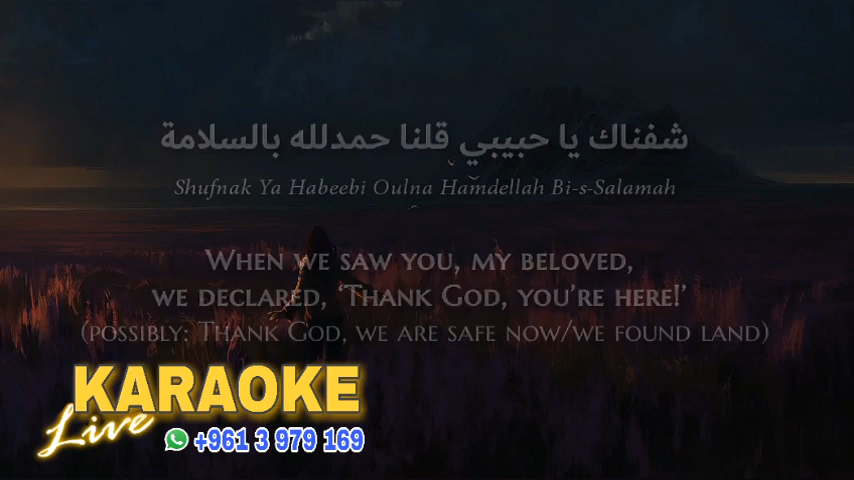 شفناك يا حبيبي قلنا حمدلله بالسلامة
Shufnak Ya Habeebi Oulna Hamdellah Bi-s-Salamah
When we saw you, my beloved,
we declared, ‘Thank God, you’re here!’
(possibly: Thank God, we are safe now/we found land)
KARAOKE
Live
+961 3 979 169